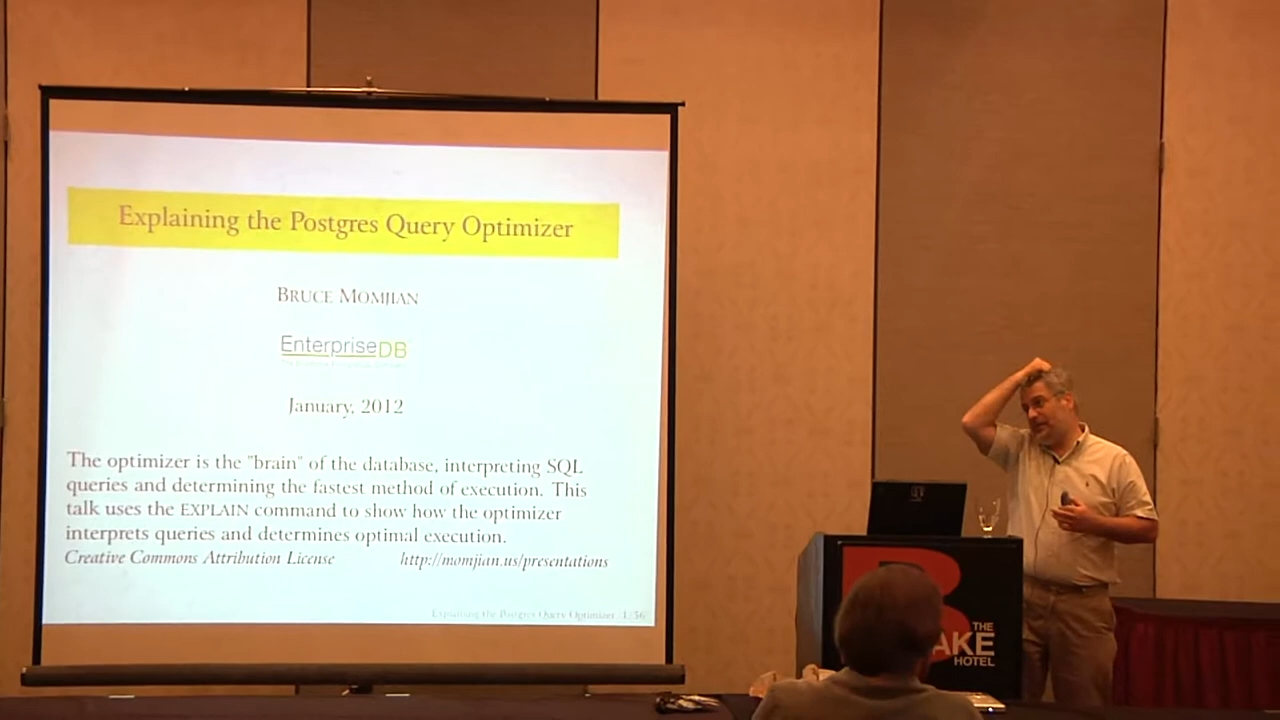 Explaining the Postgres Query Optimizer
BRUCE MOMJIAN
EnterpriseDB
January, 2012
The optimizer is the "brain" of the database, interpreting SQL
queries and determining the fastest method of execution. This
talk uses the EXPLAIN command to show how the optimizer
interprets queries and determines optimal execution.
Creative Commons Attribution License http://momjian.us/presentations
Explaining the Postgres Query Optimizer 1/56
THE
AKE
HOTEL